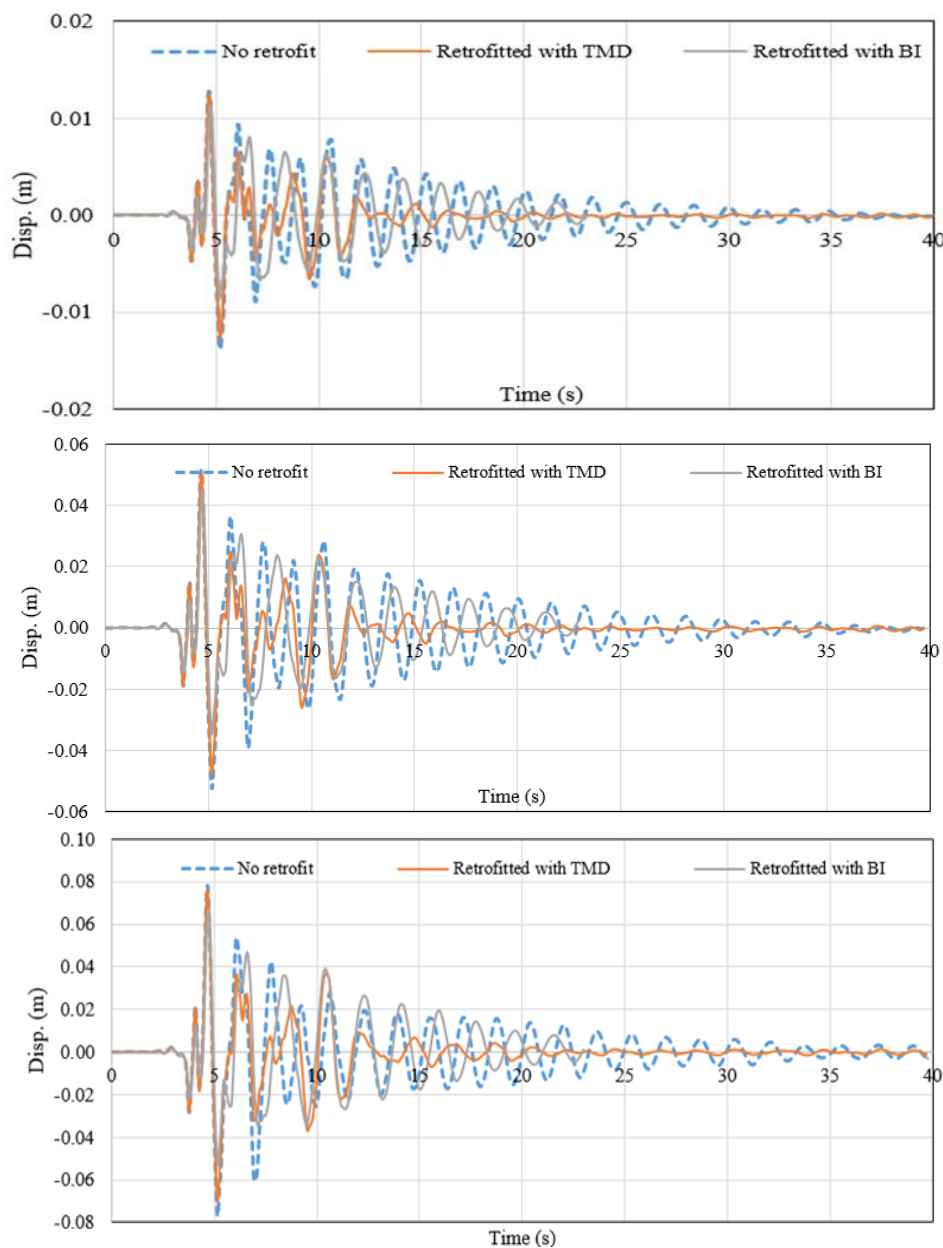 0.02
No retrofit Retrofitted with TMD Retrofitted with BI
0.01
Disp. (m)
0.00
0 5 10 15 20 25 30 35 40
-0.01
Time (s)
-0.02
0.06
No retrofit Retrofitted with TMD Retrofitted with BI
0.04
0.02
Disp. (m)
0.00
0 5 10 15 20 25 30 35 40
-0.02
-0.04
Time (s)
-0.06
0.10
No retrofit Retrofitted with TMD Retrofitted with BI
0.08
0.06
0.04
0.02
Disp. (m)
0.00
0 5 10 15 20 25 30 35 40
-0.02
-0.04
-0.06
-0.08
Time (s)